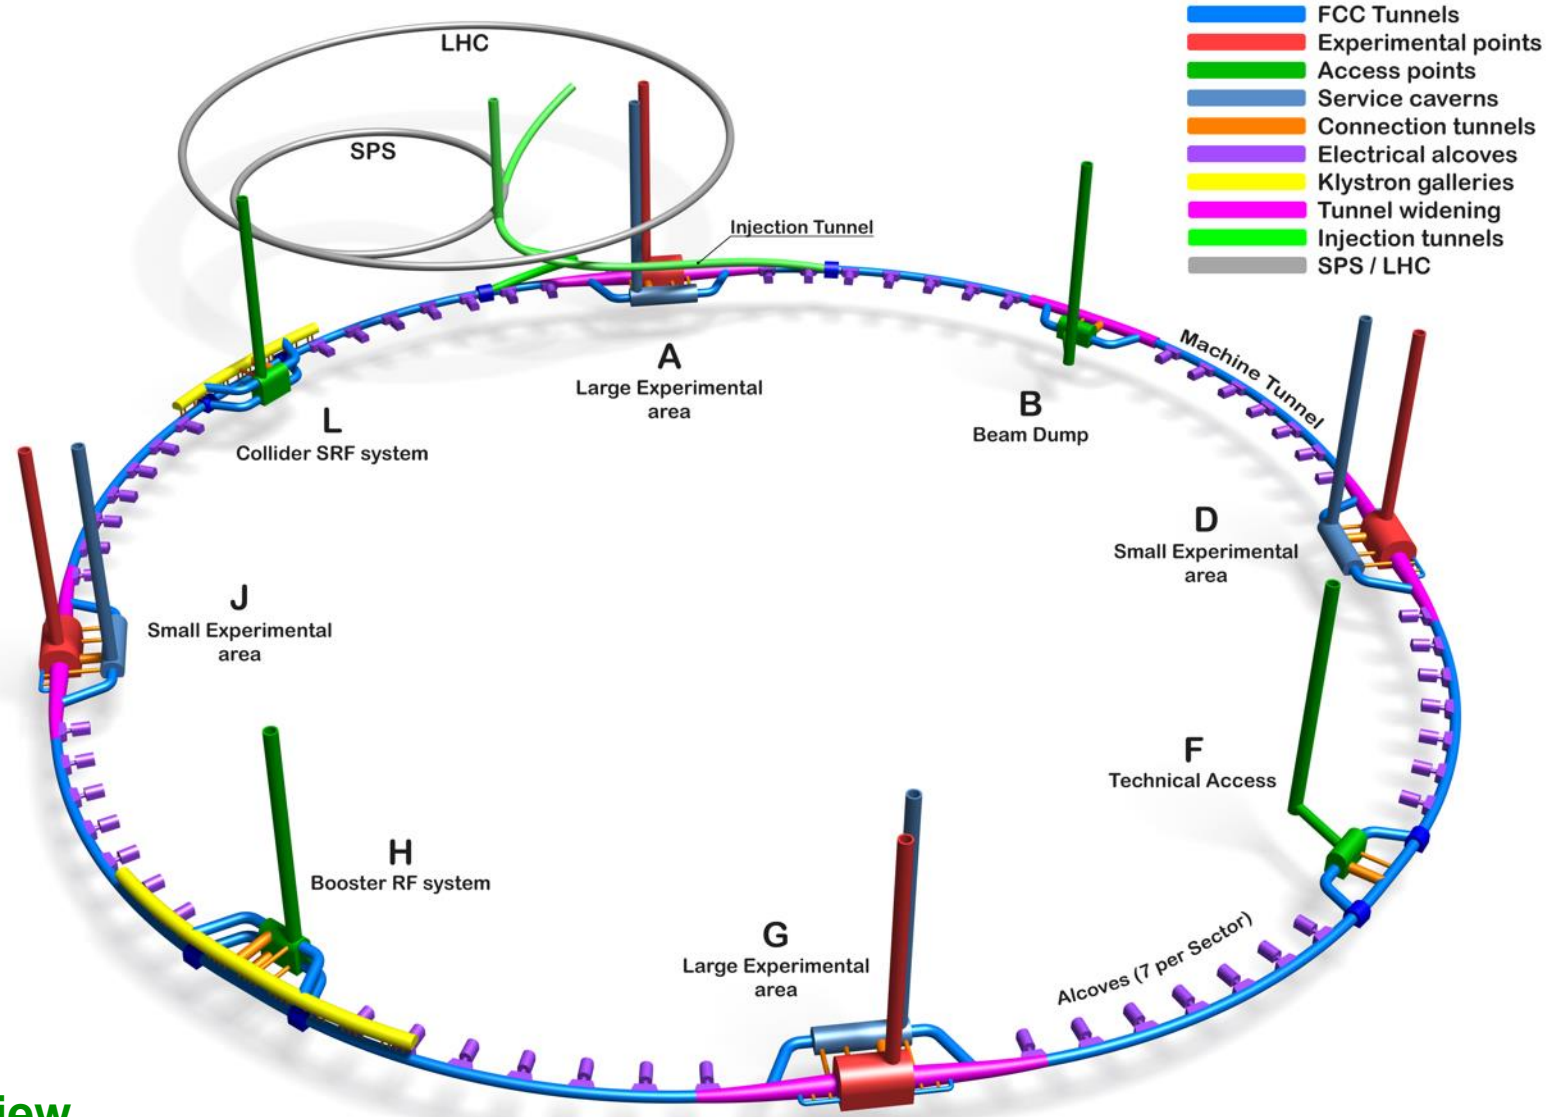 LHC
SPS
Injection Tunnel
FCC Tunnels
Experimental points
Access points
Service caverns
Connection tunnels
Electrical alcoves
Klystron galleries
Tunnel widening
Injection tunnels
SPS / LHC
A
Large Experimental
area
B
Beam Dump
Machine Tunnel
L
Collider SRF system
D
Small Experimental
area
J
Small Experimental
area
F
Technical Access
H
Booster RF system
G
Large Experimental
area
Alcoves (7 per Sector)